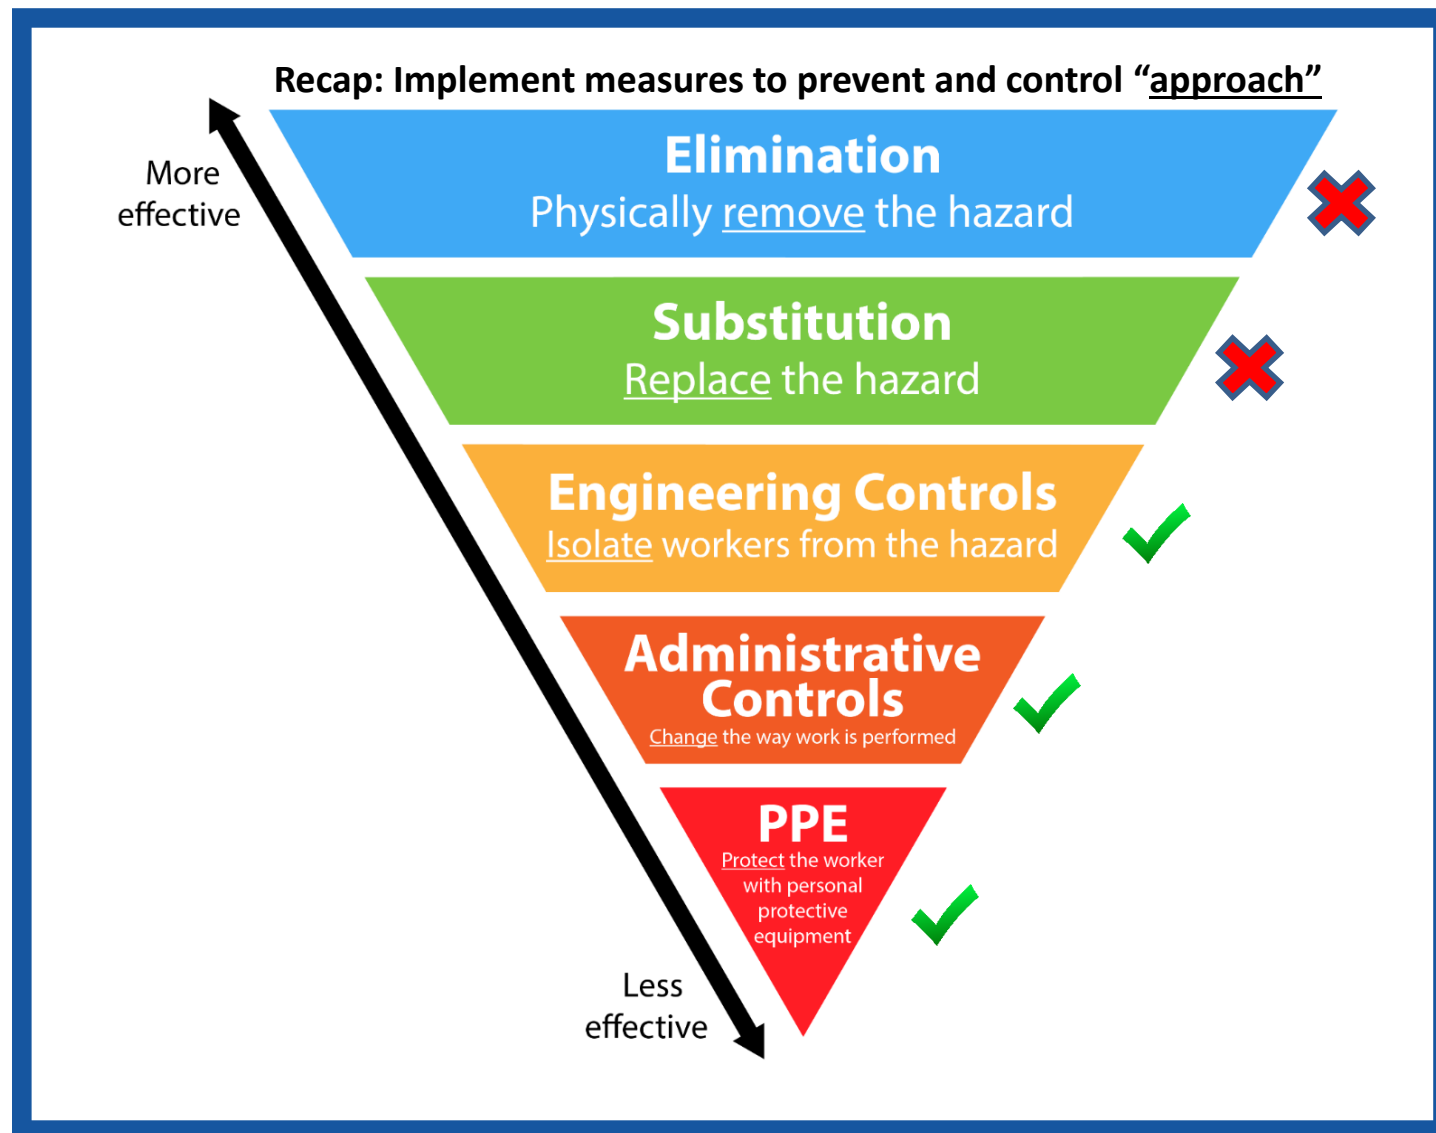 Recap: Implement measures to prevent and control “approach”
More
effective
Elimination
Physically remove the hazard
Substitution
Replace the hazard
Engineering Controls
Isolate workers from the hazard
Administrative
Controls
Change the way work is performed
PPE
Protect the worker
with personal
protective
equipment
Less
effective